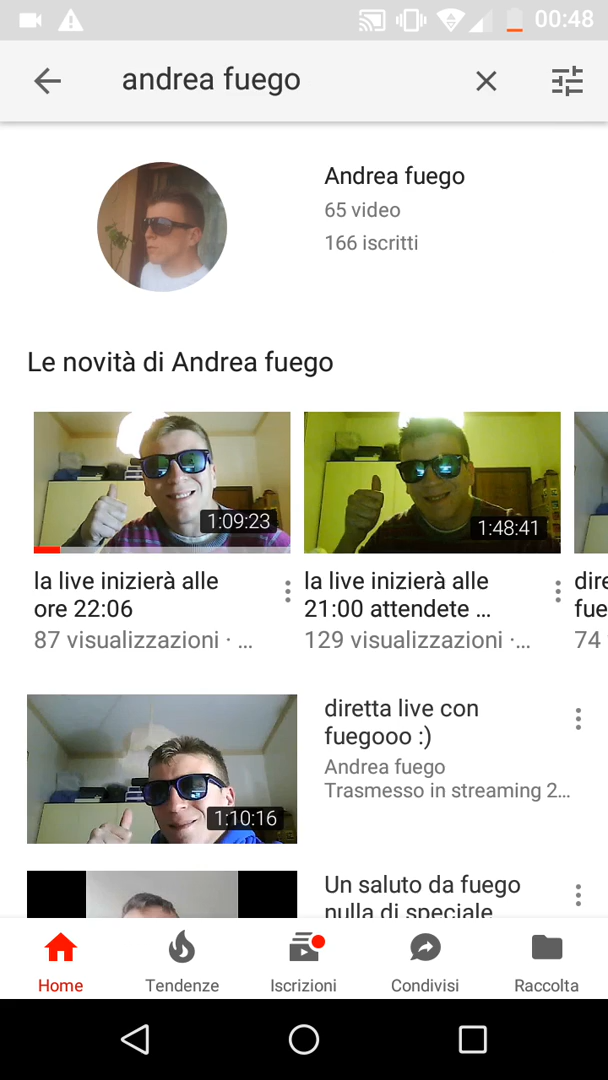 00:48
andrea fuego
Andrea fuego
65 video
166 iscritti
Le novità di Andrea fuego
1:09:23
la live inizierà alle
ore 22:06
87 visualizzazioni · ...
1:48:41
la live inizierà alle
21:00 attendete ...
129 visualizzazioni ·...
dire
fue
74
1:10:16
diretta live con
fuegooo :)
Andrea fuego
Trasmesso in streaming 2...
Un saluto da fuego
nulla di speciale
Home
Tendenze
Iscrizioni
Condivisi
Raccolta